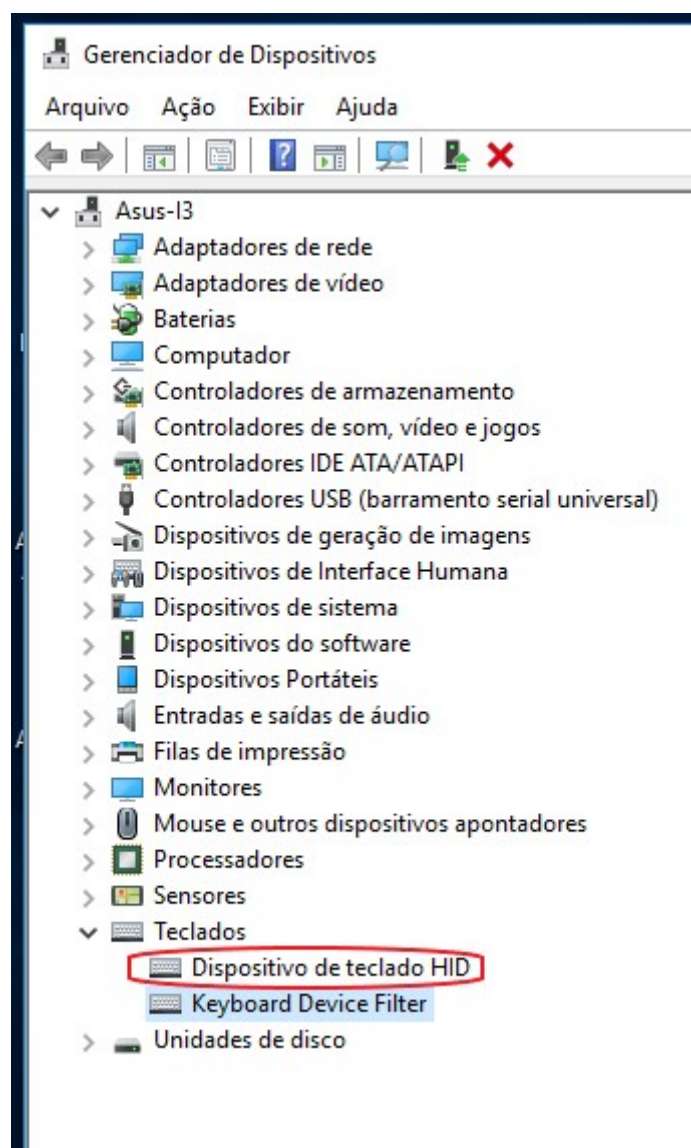 Gerenciador de Dispositivos
Arquivo Ação Exibir Ajuda
Asus-I3
Adaptadores de rede
Adaptadores de vídeo
Baterias
Computador
Controladores de armazenamento
Controladores de som, vídeo e jogos
Controladores IDE ATA/ATAPI
Controladores USB (barramento serial universal)
Dispositivos de geração de imagens
Dispositivos de Interface Humana
Dispositivos de sistema
Dispositivos do software
Dispositivos Portáteis
Entradas e saídas de áudio
Filas de impressão
Monitores
Mouse e outros dispositivos apontadores
Processadores
Sensores
Teclados
Dispositivo de teclado HID
Keyboard Device Filter
Unidades de disco